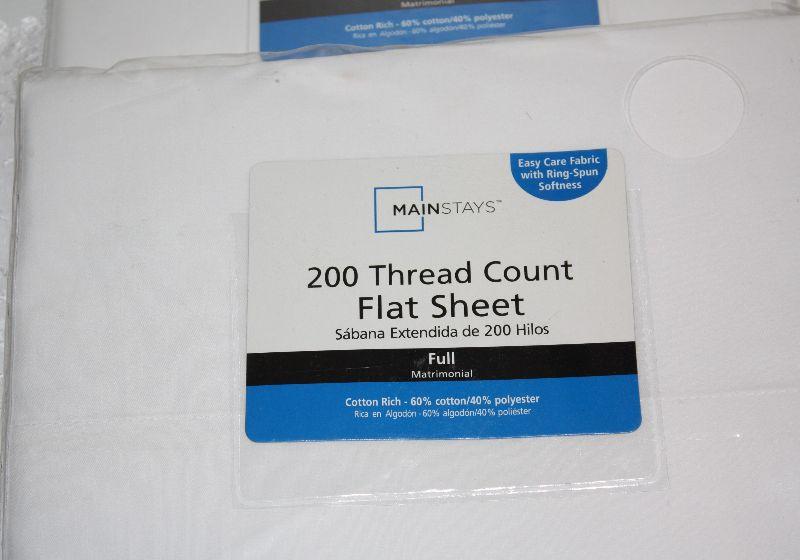 Matrimonial
Cotton Rich - 60% cotton/40% polyester
Rica en Algodón - 60% algodón/40% poliéster
Easy Care Fabric
with Ring-Spun
Softness
MAINSTAYS™
200 Thread Count
Flat Sheet
Sábana Extendida de 200 Hilos
Full
Matrimonial
Cotton Rich - 60% cotton/40% polyester
Rica en Algodón - 60% algodón/40% poliéster